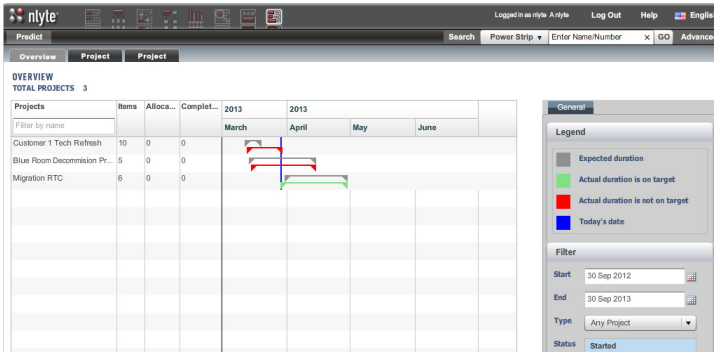 nlyte
Logged in as nlyte A nlyte Log Out Help Englis
Predict
Search Power Strip Enter Name/Number x GO Advance
Overview Project Project
OVERVIEW
TOTAL PROJECTS 3
Projects Items Alloca... Complet... 2013 2013
Filter by name March April May June
Customer 1 Tech Refresh 10 0 0
Blue Room Decommision Pr... 5 0 0
Migration RTC 6 0 0
General
Legend
Expected duration
Actual duration is on target
Actual duration is not on target
Today's date
Filter
Start 30 Sep 2012
End 30 Sep 2013
Type Any Project
Status Started